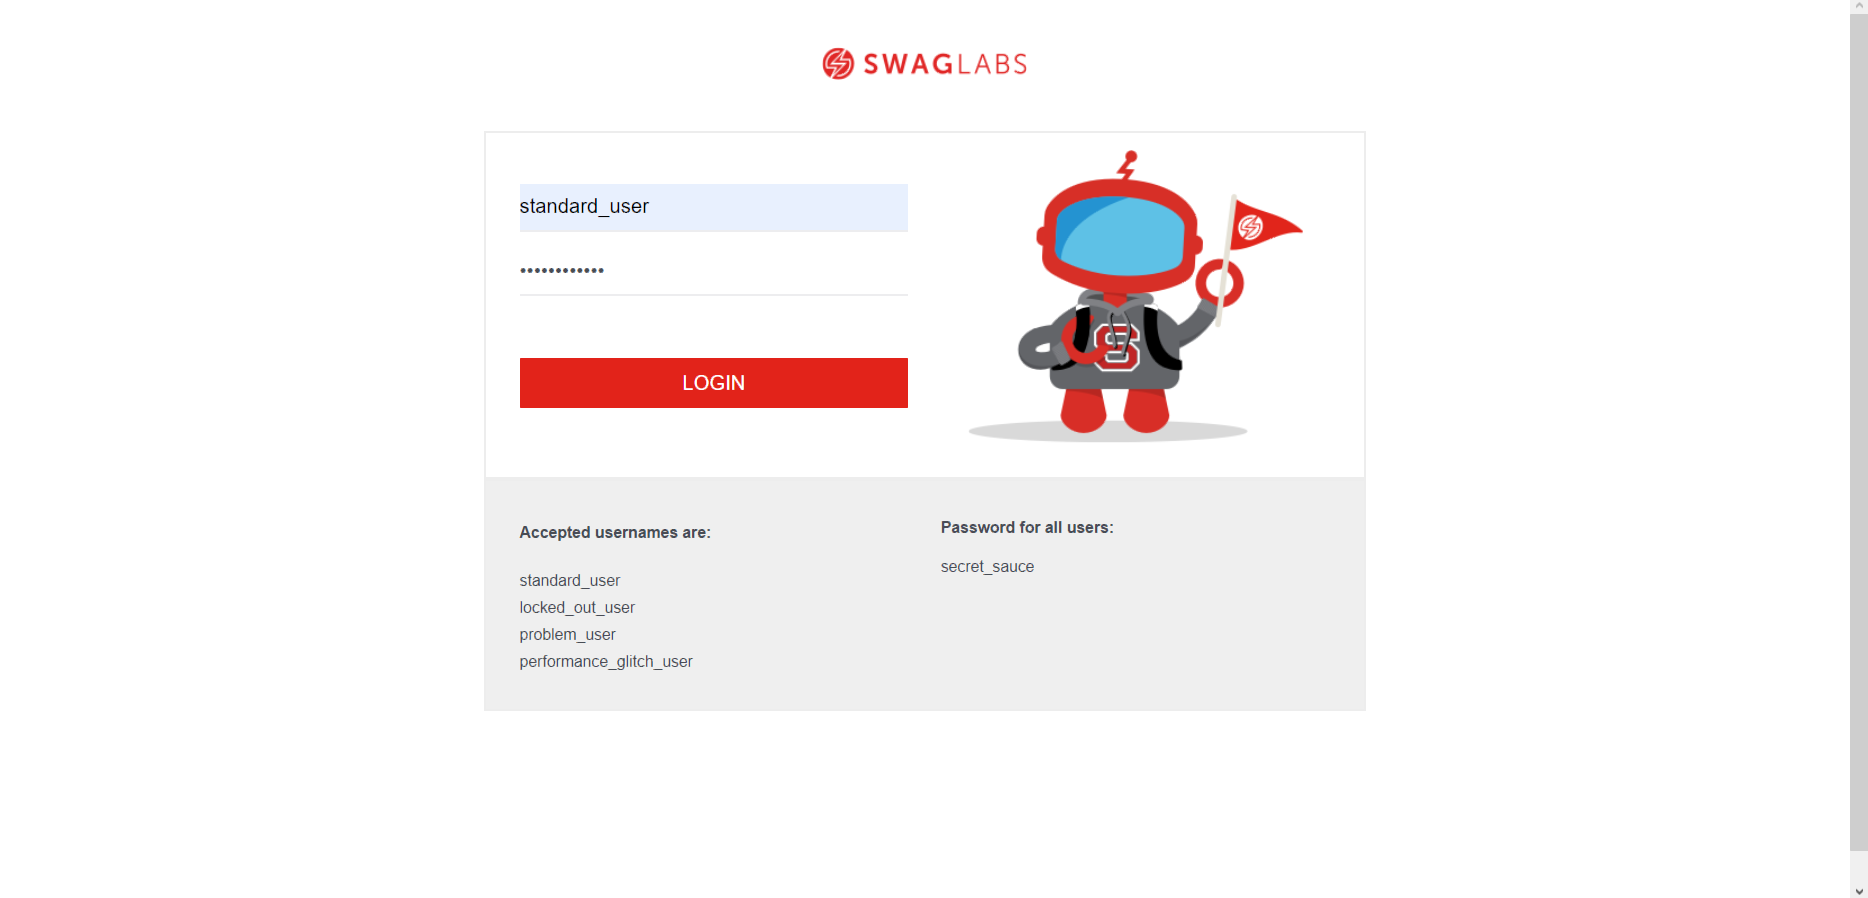 SWAGLABS
standard_user
••••••••••••
LOGIN
S
Accepted usernames are:
standard_user
locked_out_user
problem_user
performance_glitch_user
Password for all users:
secret_sauce